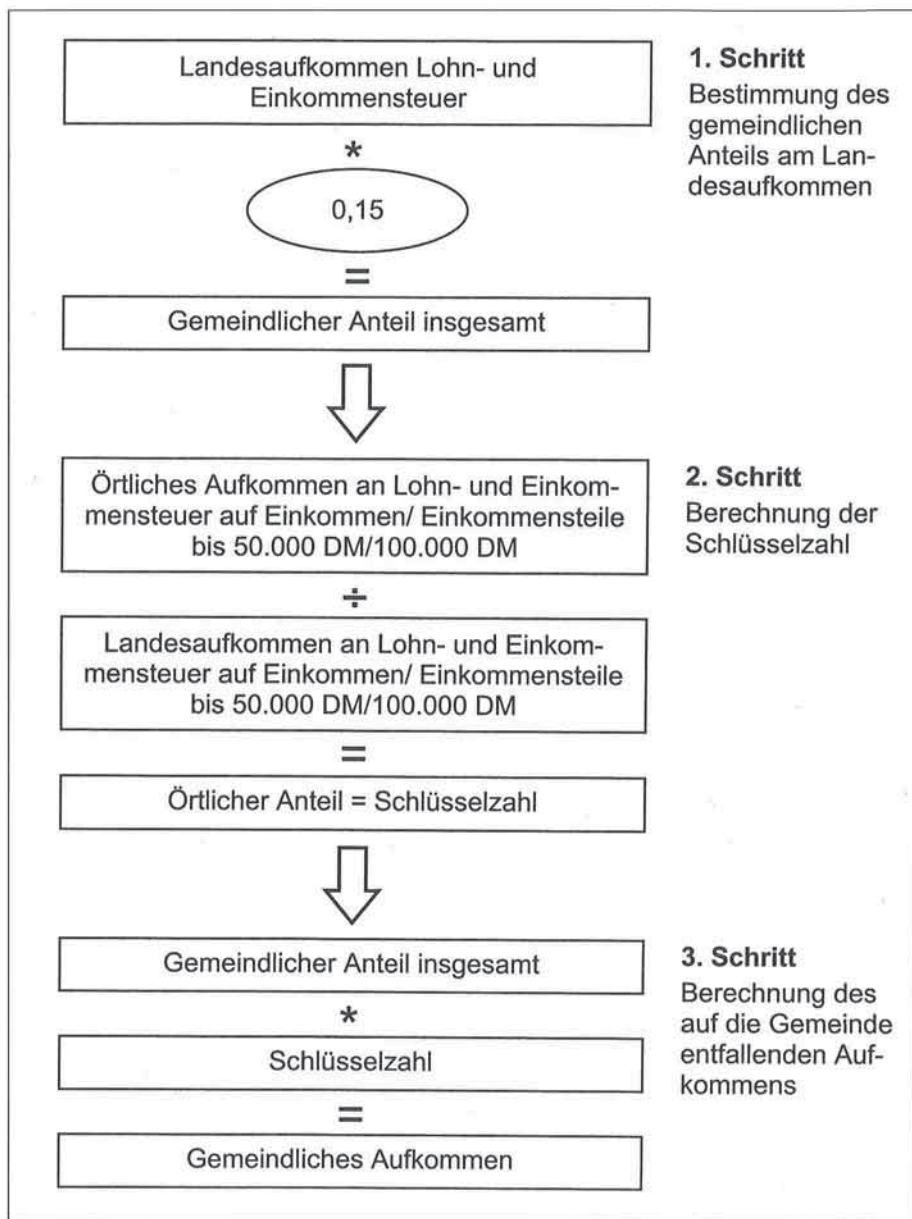 Landesaufkommen Lohn- und
Einkommensteuer
*
0,15
=
Gemeindlicher Anteil insgesamt
1. Schritt
Bestimmung des
gemeindlichen
Anteils am Lan-
desaufkommen
Örtliches Aufkommen an Lohn- und Einkom-
mensteuer auf Einkommen/ Einkommensteile
bis 50.000 DM/100.000 DM
÷
Landesaufkommen an Lohn- und Einkom-
mensteuer auf Einkommen/ Einkommensteile
bis 50.000 DM/100.000 DM
=
Örtlicher Anteil = Schlüsselzahl
2. Schritt
Berechnung der
Schlüsselzahl
Gemeindlicher Anteil insgesamt
*
Schlüsselzahl
=
Gemeindliches Aufkommen
3. Schritt
Berechnung des
auf die Gemeinde
entfallenden Auf-
kommens